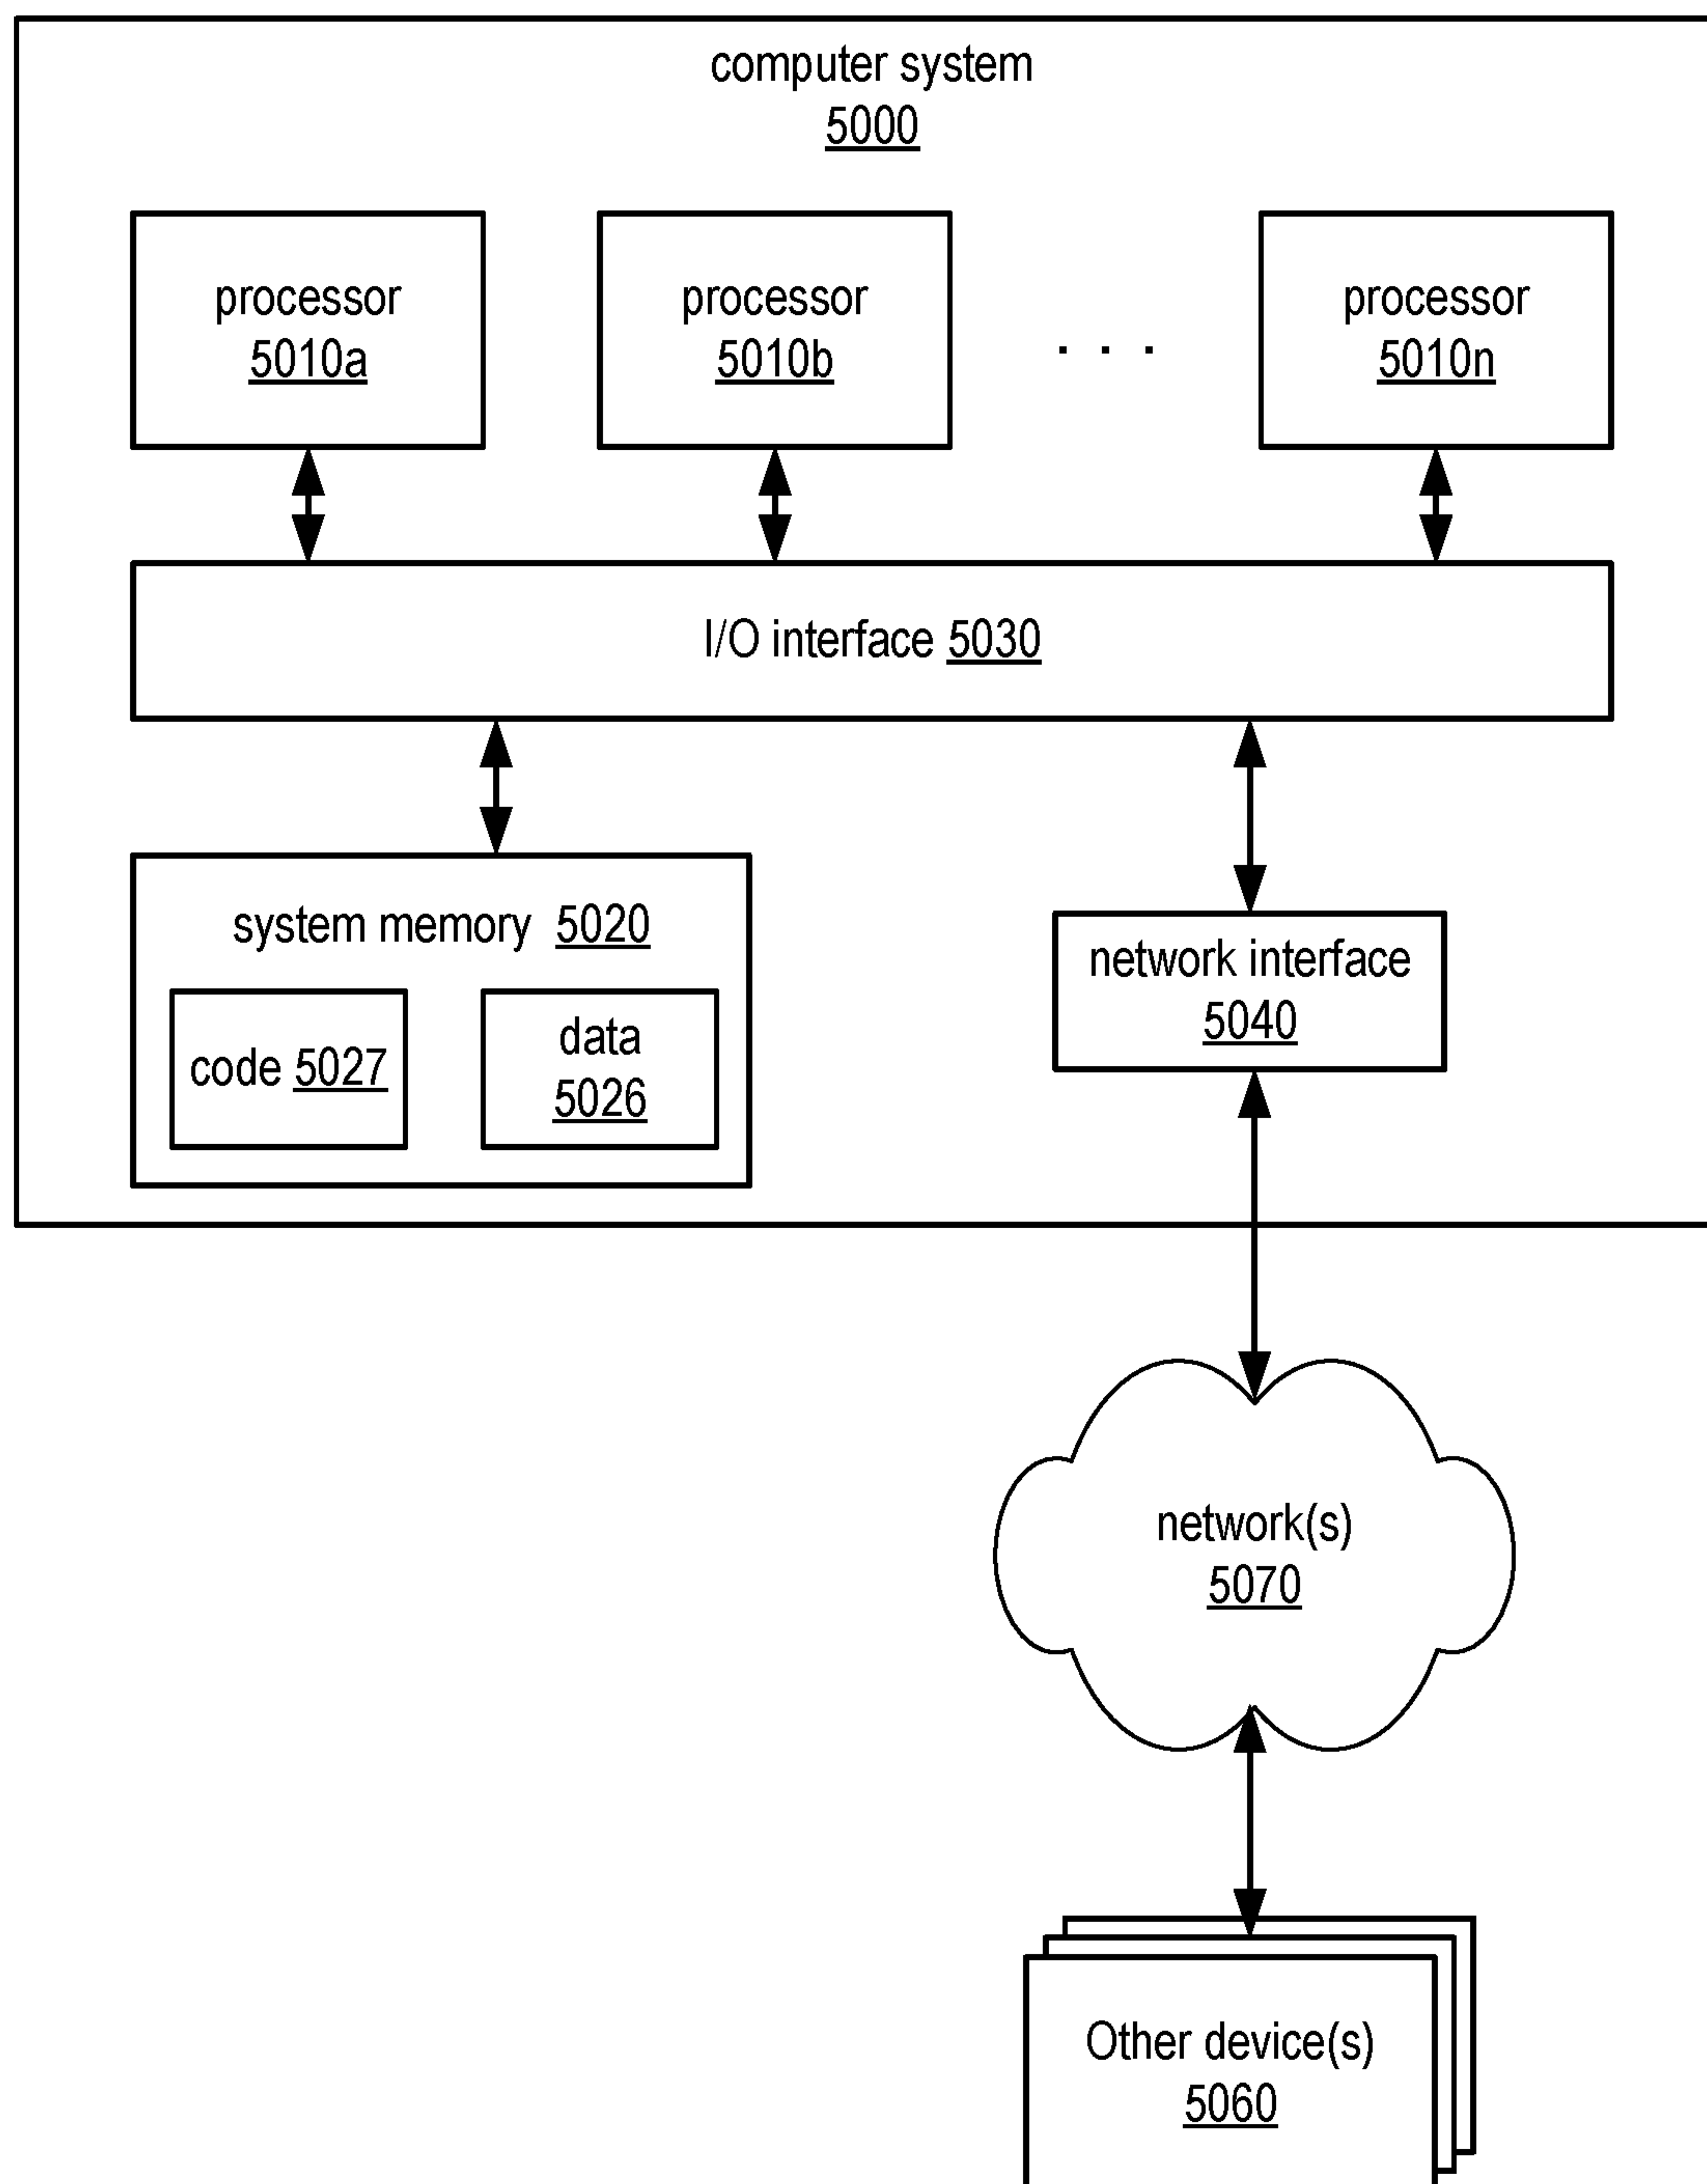 computer system
5000
processor
5010a
processor
5010b
. . .
processor
5010n
I/O interface 5030
system memory 5020
code 5027
data
5026
network interface
5040
network(s)
5070
Other device(s)
5060